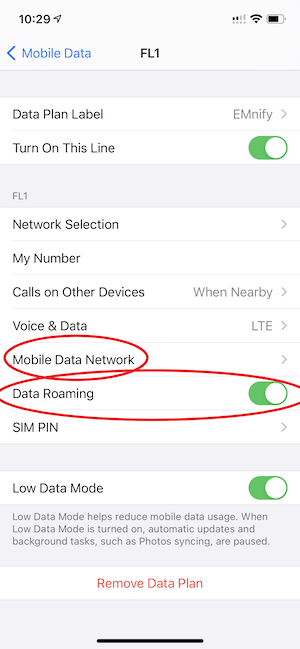 10:29
Mobile Data
FL1
Data Plan Label
EMnify
Turn On This Line
FL1
Network Selection
My Number
Calls on Other Devices
When Nearby
Voice & Data
LTE
Mobile Data Network
Data Roaming
SIM PIN
Low Data Mode
Low Data Mode helps reduce mobile data usage. When
Low Data Mode is turned on, automatic updates and
background tasks, such as Photos syncing, are paused.
Remove Data Plan